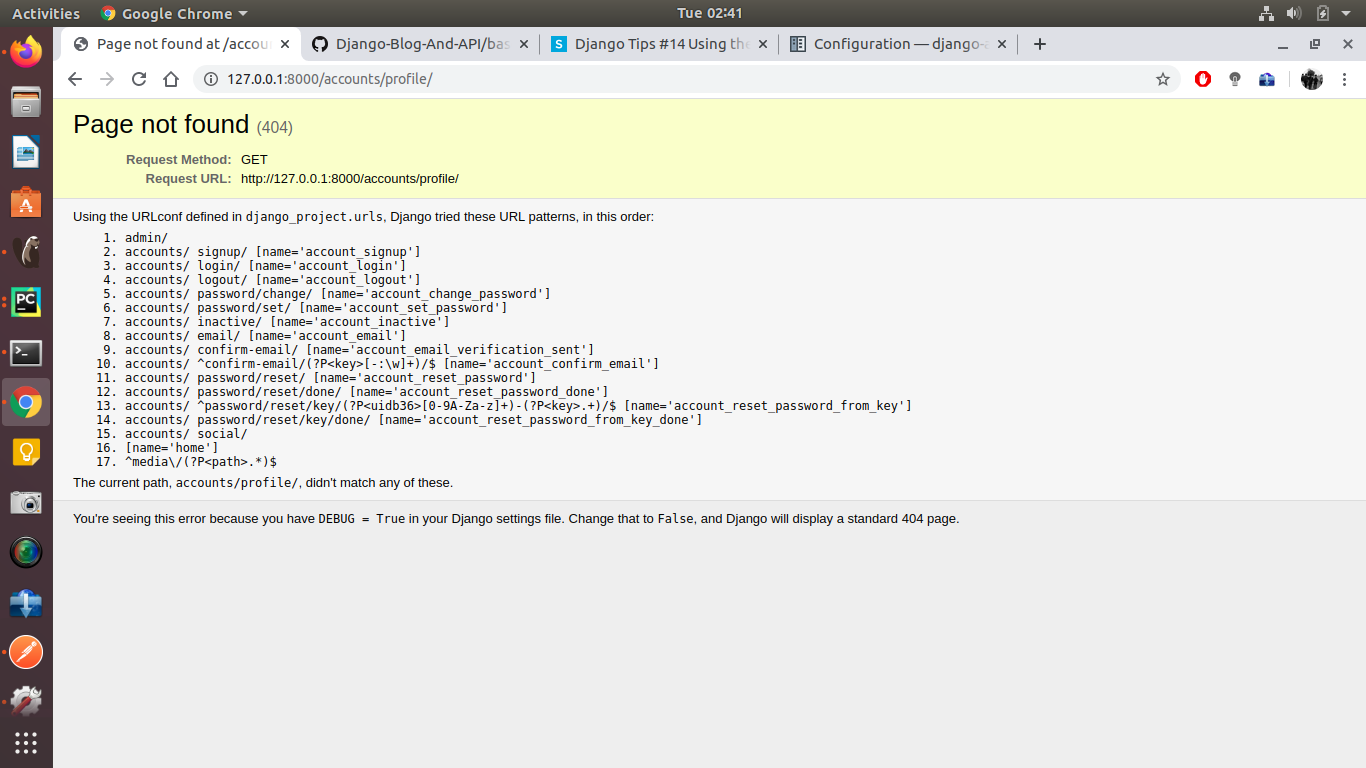 Activities Google Chrome Tue 02:41
Page not found at /accou Django-Blog-And-API/bas S Django Tips #14 Using the Configuration — django-a
127.0.0.1:8000/accounts/profile/
Page not found (404)
Request Method: GET
Request URL: http://127.0.0.1:8000/accounts/profile/
Using the URLconf defined in django_project.urls, Django tried these URL patterns, in this order:
1. admin/
2. accounts/ signup/ [name='account_signup']
3. accounts/ login/ [name='account_login']
4. accounts/ logout/ [name='account_logout']
5. accounts/ password/change/ [name='account_change_password']
6. accounts/ password/set/ [name='account_set_password']
7. accounts/ inactive/ [name='account_inactive']
8. accounts/ email/ [name='account_email']
9. accounts/ confirm-email/ [name='account_email_verification_sent']
10. accounts/ ^confirm-email/(?P<key>[-:\w]+)/$ [name='account_confirm_email']
11. accounts/ password/reset/ [name='account_reset_password']
12. accounts/ password/reset/done/ [name='account_reset_password_done']
13. accounts/ ^password/reset/key/(?P<uidb36>[0-9A-Za-z]+)-(?P<key>.+)/$ [name='account_reset_password_from_key']
14. accounts/ password/reset/key/done/ [name='account_reset_password_from_key_done']
15. accounts/ social/
16. [name='home']
17. ^media\/(?P<path>.*)$
The current path, accounts/profile/, didn't match any of these.
You're seeing this error because you have DEBUG = True in your Django settings file. Change that to False, and Django will display a standard 404 page.
PC